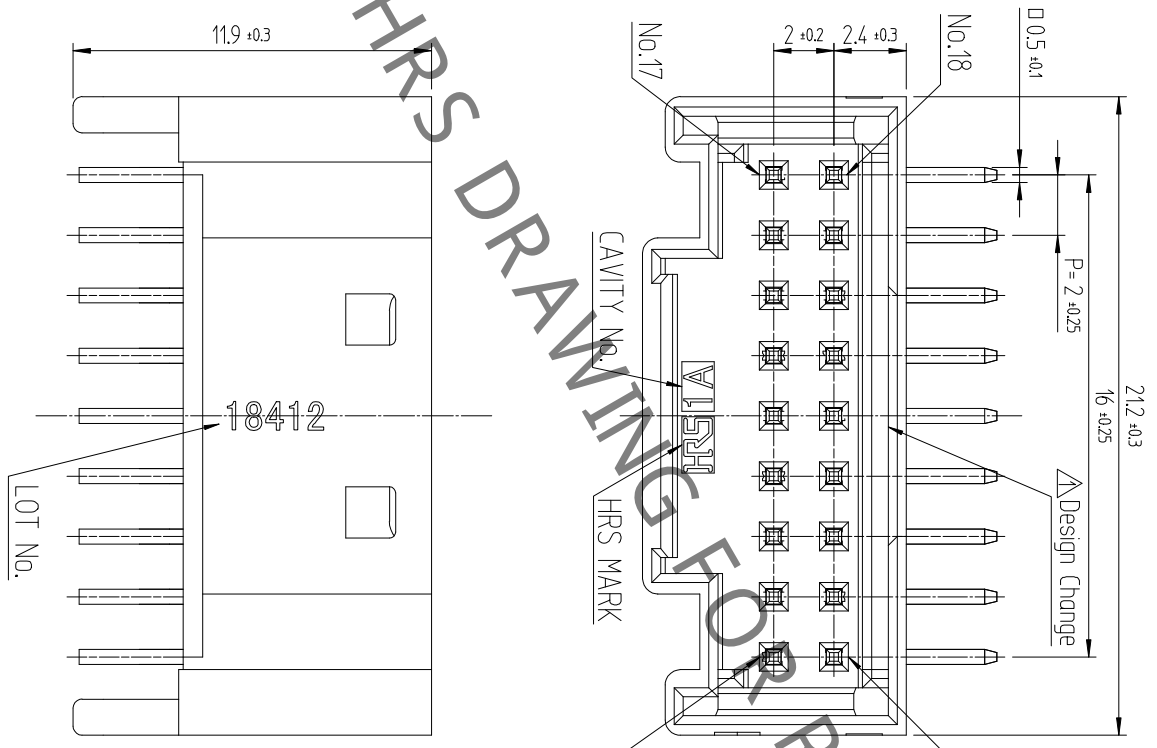 11.9 ±0.3
2 ±0.2
2.4 ±0.3
□0.5 ±0.1
No.17
No.18
P= 2 ±0.25
21.2 ±0.3
16 ±0.25
CAVITY No.
1A
HRS
HRS MARK
⚠1 Design Change
18412
LOT No.
HRS DRAWING FOR